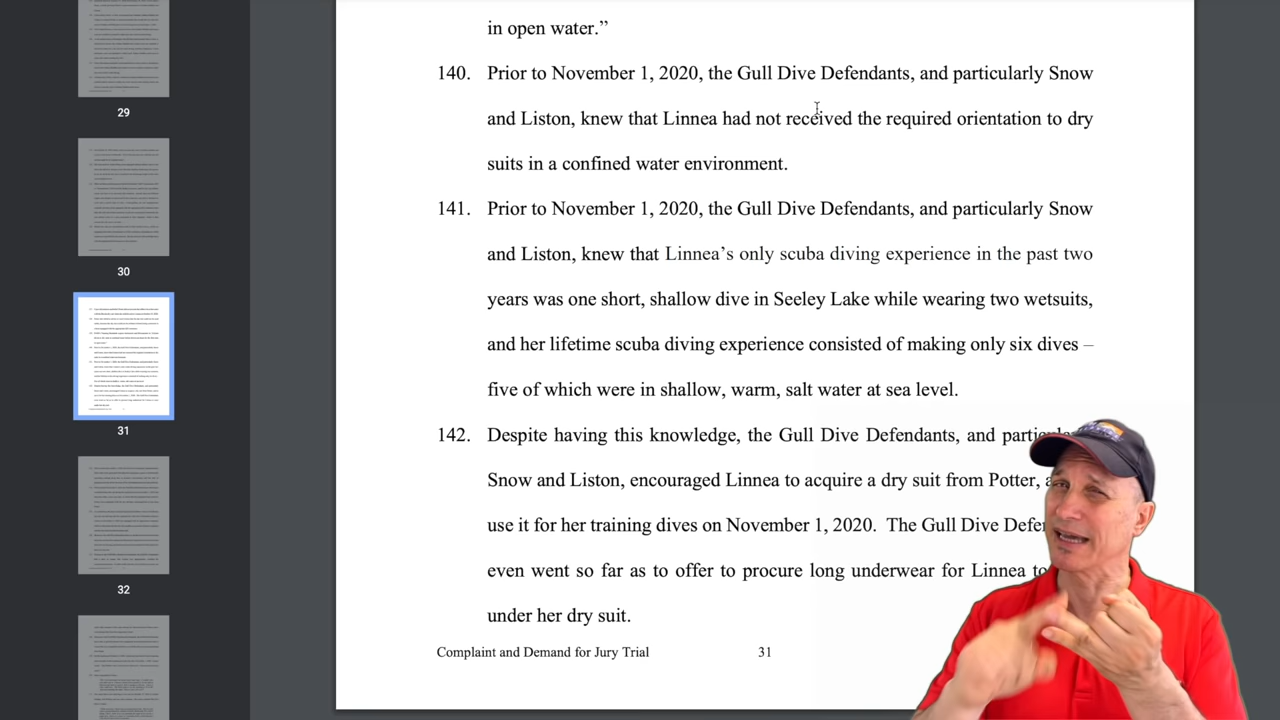 in open water.”
140. Prior to November 1, 2020, the Gull Dive Defendants, and particularly Snow
and Liston, knew that Linnea had not received the required orientation to dry
suits in a confined water environment.
141. Prior to November 1, 2020, the Gull Dive Defendants, and particularly Snow
and Liston, knew that Linnea’s only scuba diving experience in the past two
years was one short, shallow dive in Seeley Lake while wearing two wetsuits,
and her lifetime scuba diving experience consisted of making only six dives –
five of which were in shallow, warm, salt water at sea level.
142. Despite having this knowledge, the Gull Dive Defendants, and
Snow and Liston, encouraged Linnea to acquire a dry suit from Potter,
use it for her training dives on November 1, 2020. The Gull Dive
even went so far as to offer to procure long underwear for Linnea
under her dry suit.
Complaint and Demand for Jury Trial 31
29
30
31
32